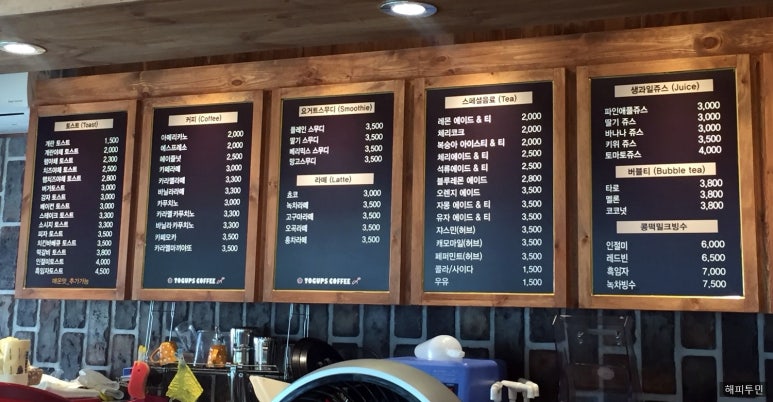 토스트 (Toast)
계란 토스트 1,500
계란야채 토스트 2,000
햄야채 토스트 2,300
치즈야채 토스트 2,500
햄치즈야채 토스트 2,800
버거토스트 3,000
감자 토스트 3,000
베이컨 토스트 3,000
스테이크 토스트 3,300
소시지 토스트 3,300
피자 토스트 3,500
치킨바베큐 토스트 3,500
떡갈비 토스트 3,800
인절미토스트 4,000
흑임자토스트 4,500
매운맛_추가가능
커피 (Coffee)
아메리카노 2,000
에스프레소 2,000
헤이즐넛 2,500
카페라떼 3,000
카라멜라떼 3,300
바닐라라떼 3,300
카푸치노 3,000
카라멜 카푸치노 3,300
바닐라 카푸치노 3,300
카페모카 3,500
카라멜마끼아또 3,500
YOGUPS COFFEE
요거트스무디 (Smoothie)
플레인 스무디 3,500
딸기 스무디 3,500
베리믹스 스무디 3,500
망고스무디 3,500
라떼 (Latte)
초코 3,000
녹차라떼 3,500
고구마라떼 3,500
오곡라떼 3,500
홍차라떼 3,500
YOGUPS COFFEE
스페셜음료 (Tea)
레몬 에이드 & 티 2,000
체리코크 2,000
복숭아 아이스티 & 티 2,000
체리에이드 & 티 2,500
석류에이드 & 티 2,500
블루레몬 에이드 2,800
오렌지 에이드 3,500
자몽 에이드 & 티 3,500
유자 에이드 & 티 3,500
자스민(허브) 3,500
캐모마일(허브) 3,500
페퍼민트(허브) 3,500
콜라/사이다 1,500
우유 1,500
생과일쥬스 (Juice)
파인애플쥬스 3,000
딸기 쥬스 3,000
바나나 쥬스 3,000
키위 쥬스 3,500
토마토쥬스 4,000
버블티 (Bubble tea)
타로 3,800
멜론 3,800
코코넛 3,800
콩떡밀크빙수
인절미 6,000
레드빈 6,500
흑임자 7,000
녹차빙수 7,500
해피투민